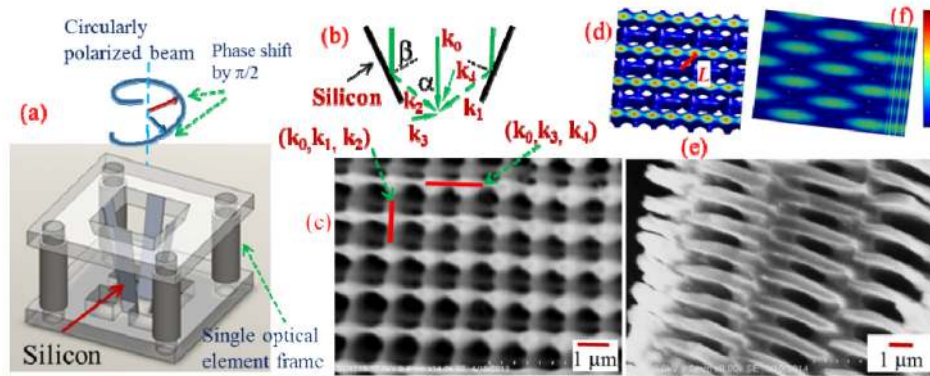 Circularly
polarized beam
Phase shift
by π/2
(a)
Silicon
Single optical
element frame
(b)
Silicon
β
α
k0
k4
k2
k1
k3
(k0,k1, k2)
(k0,k3, k4)
(c)
1 μm
(d)
L
(f)
(e)
1 μm